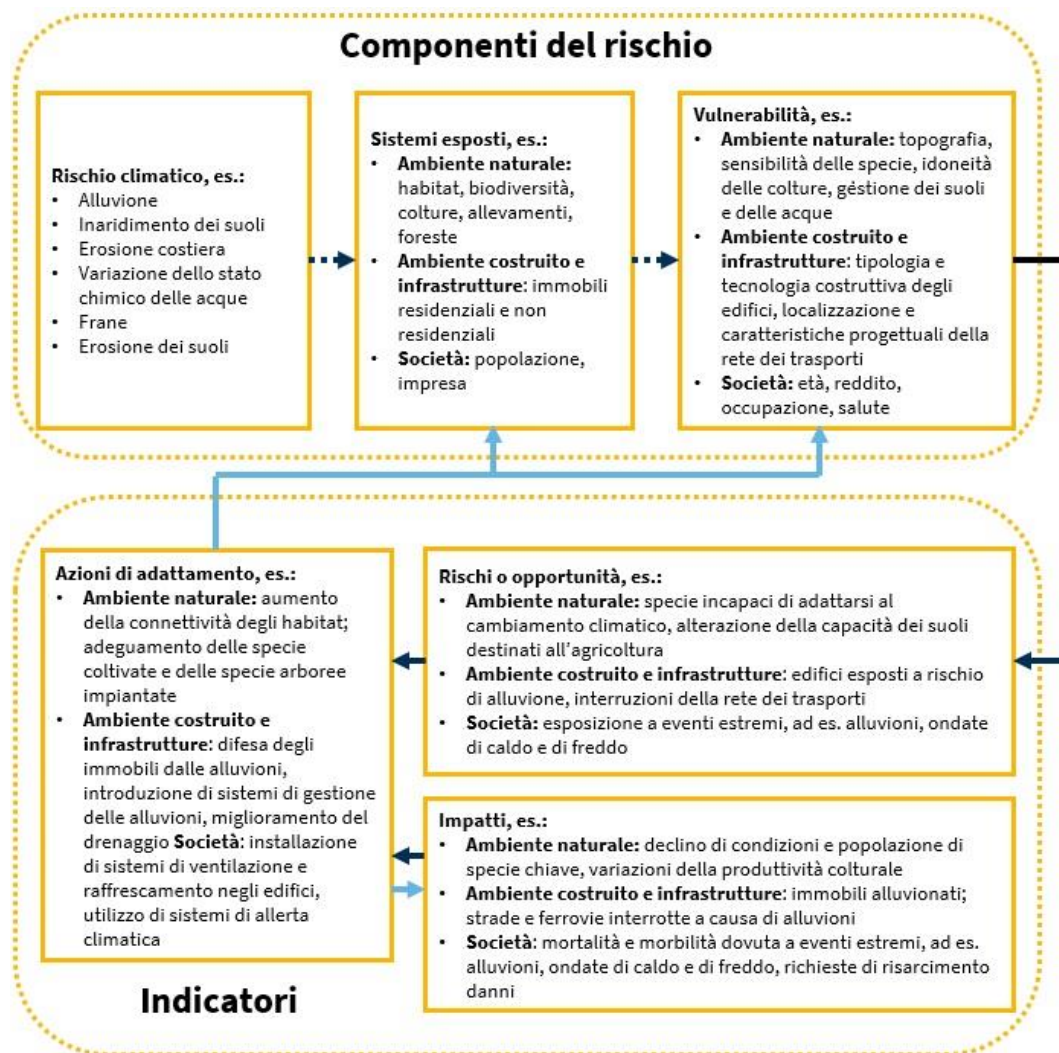 Componenti del rischio
Rischio climatico, es.:
• Alluvione
• Inaridimento dei suoli
• Erosione costiera
• Variazione dello stato
chimico delle acque
• Frane
• Erosione dei suoli
Sistemi esposti, es.:
• Ambiente naturale:
habitat, biodiversità,
colture, allevamenti,
foreste
• Ambiente costruito e
infrastrutture: immobili
residenziali e non
residenziali
• Società: popolazione,
impresa
Vulnerabilità, es.:
• Ambiente naturale: topografia,
sensibilità delle specie, idoneità
delle colture, géstione dei suoli
e delle acque
• Ambiente costruito e
infrastrutture: tipologia e
tecnologia costruttiva degli
edifici, localizzazione e
caratteristiche progettuali della
rete dei trasporti
• Società: età, reddito,
occupazione, salute
Azioni di adattamento, es.:
• Ambiente naturale: aumento
della connettività degli habitat;
adeguamento delle specie
coltivate e delle specie arboree
impiantate
• Ambiente costruito e
infrastrutture: difesa degli
immobili dalle alluvioni,
introduzione di sistemi di gestione
delle alluvioni, miglioramento del
drenaggio Società: installazione
di sistemi di ventilazione e
raffrescamento negli edifici,
utilizzo di sistemi di allerta
climatica
Rischi o opportunità, es.:
• Ambiente naturale: specie incapaci di adattarsi al
cambiamento climatico, alterazione della capacità dei suoli
destinati all'agricoltura
• Ambiente costruito e infrastrutture: edifici esposti a rischio
di alluvione, interruzioni della rete dei trasporti
• Società: esposizione a eventi estremi, ad es. alluvioni, ondate
di caldo e di freddo
Impatti, es.:
• Ambiente naturale: declino di condizioni e popolazione di
specie chiave, variazioni della produttività colturale
• Ambiente costruito e infrastrutture: immobili alluvionati;
strade e ferrovie interrotte a causa di alluvioni
• Società: mortalità e morbilità dovuta a eventi estremi, ad es.
alluvioni, ondate di caldo e di freddo, richieste di risarcimento
danni
Indicatori